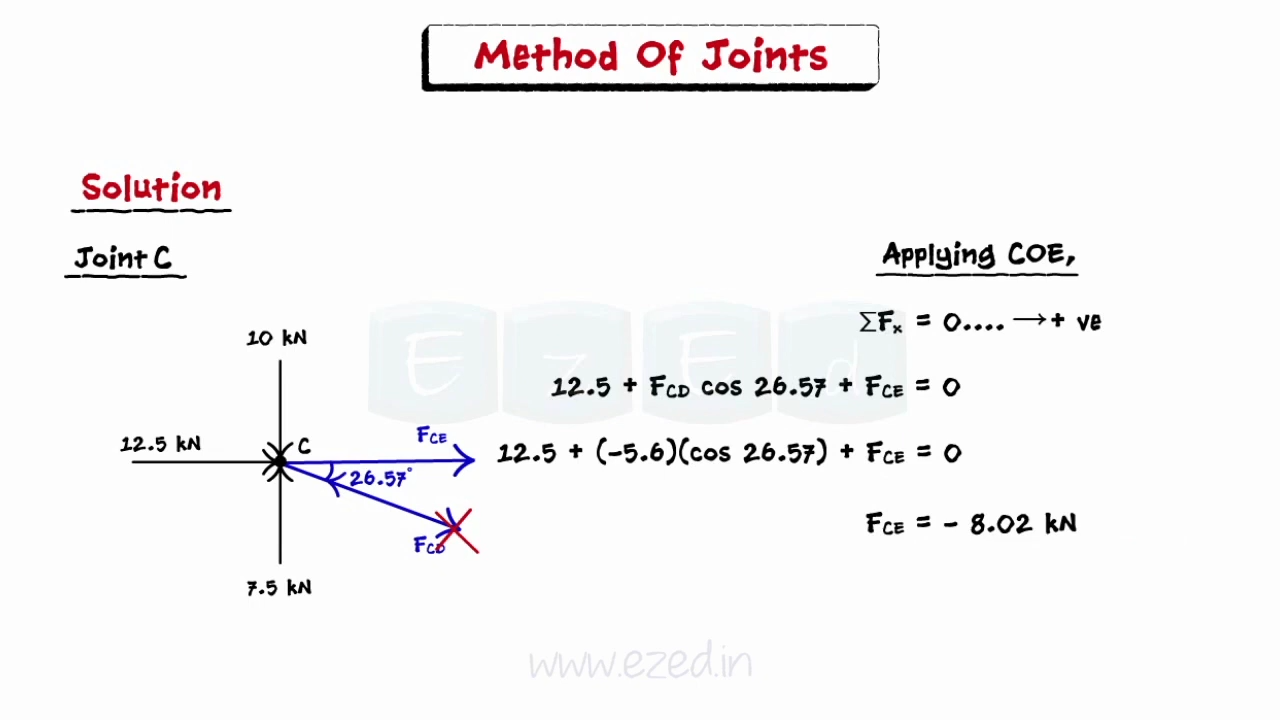 Method Of Joints
Solution
Joint C
Applying COE,
ΣFx = 0.... →+ ve
12.5 + FCD cos 26.57 + FCE = 0
12.5 + (-5.6)(cos 26.57) + FCE = 0
FCE = - 8.02 kN
10 kN
12.5 kN
C
FCE
26.57°
FCD
7.5 kN
EzEd
www.ezed.in